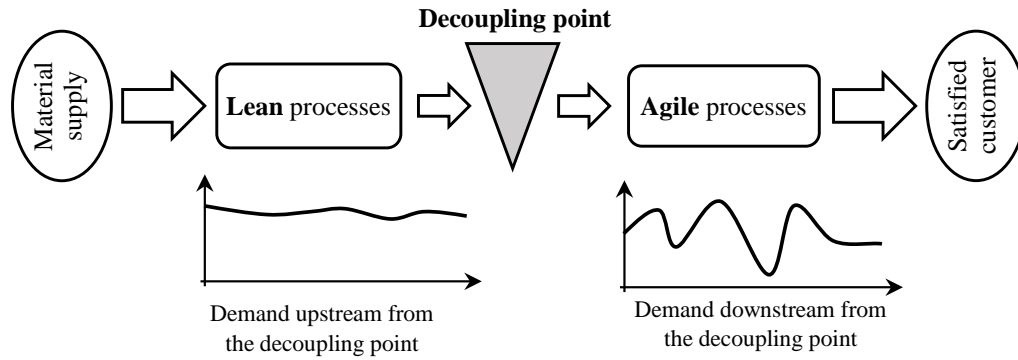 Decoupling point
Material
supply
Lean processes
Agile processes
Satisfied
customer
Demand upstream from
the decoupling point
Demand downstream from
the decoupling point